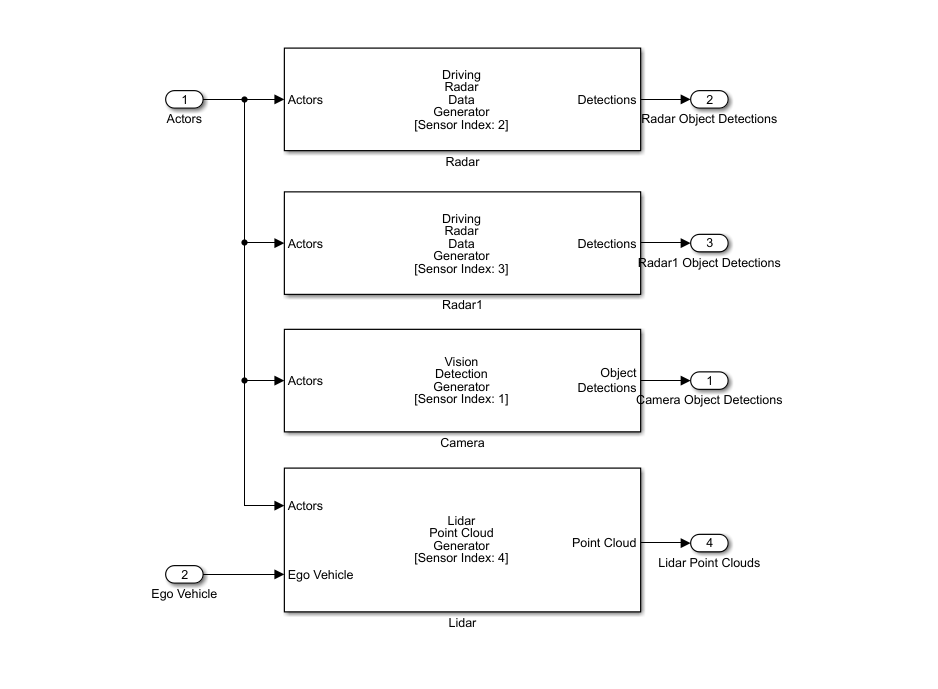 1
Actors
Actors
Driving
Radar
Data
Generator
[Sensor Index: 2]
Detections
2
Radar Object Detections
Radar
Actors
Driving
Radar
Data
Generator
[Sensor Index: 3]
Detections
3
Radar1 Object Detections
Radar1
Actors
Vision
Detection
Generator
[Sensor Index: 1]
Object
Detections
1
Camera Object Detections
Camera
Actors
2
Ego Vehicle
Ego Vehicle
Lidar
Point Cloud
Generator
[Sensor Index: 4]
Point Cloud
4
Lidar Point Clouds
Lidar